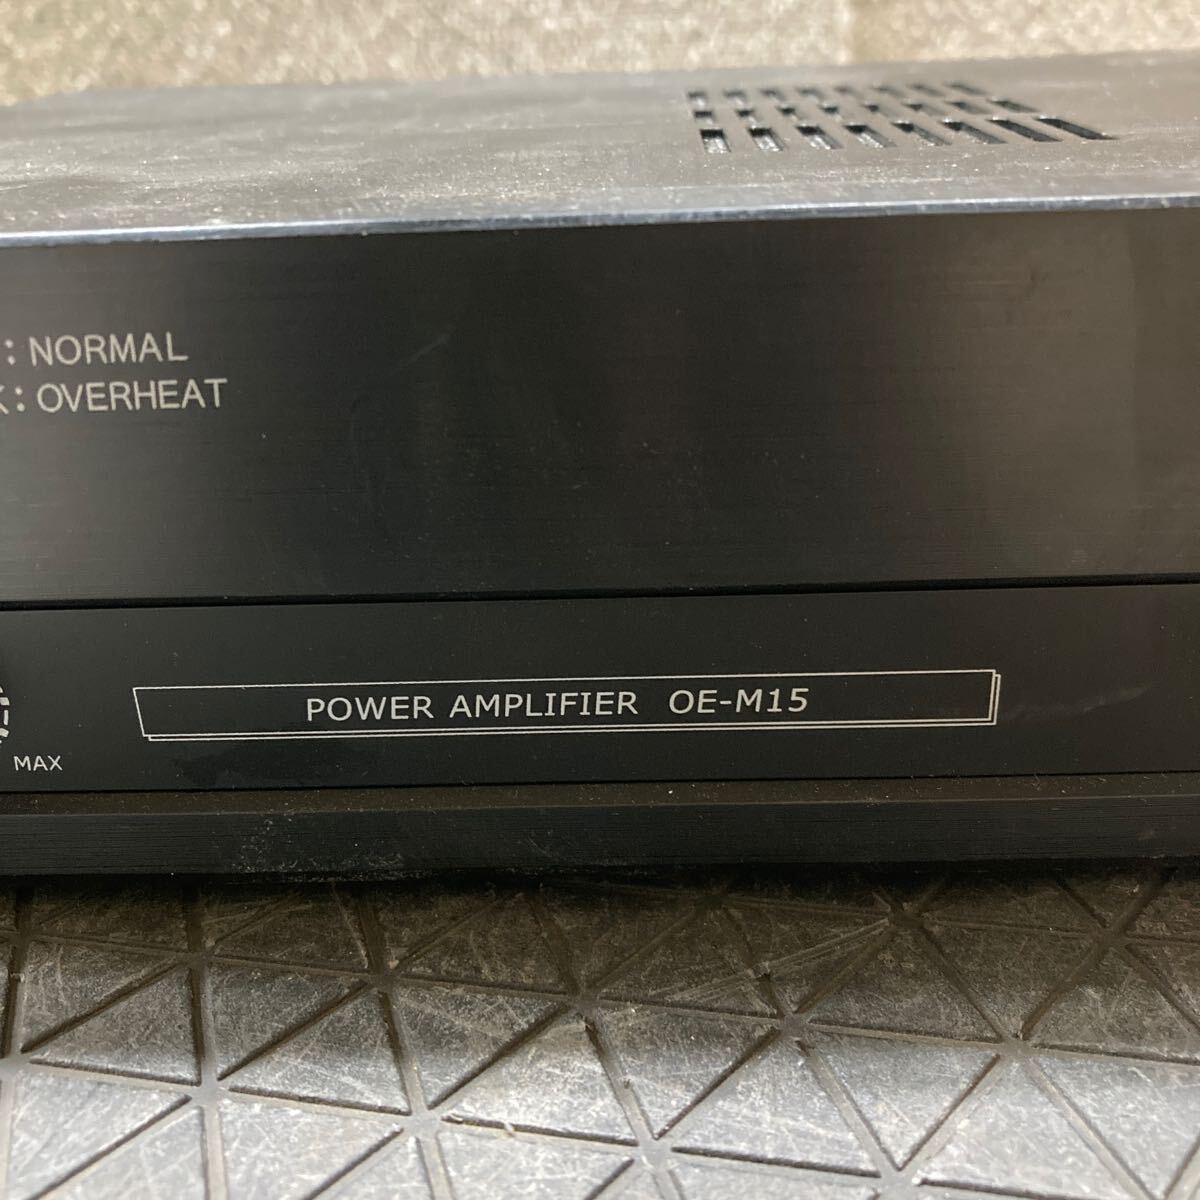 : NORMAL
K: OVERHEAT
POWER AMPLIFIER OE-M15
MAX